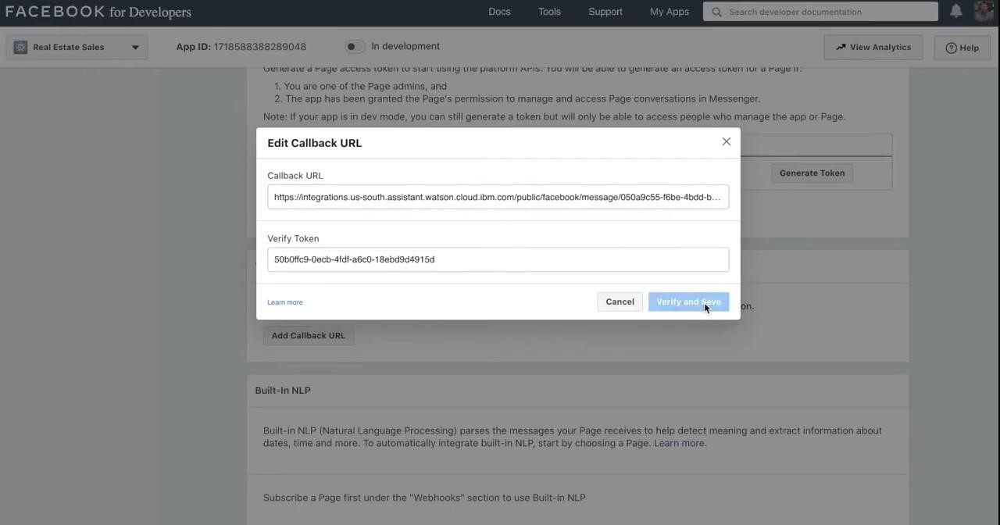 FACEBOOK for Developers
Docs
Tools
Support
My Apps
Search developer documentation
Real Estate Sales
App ID: 1718588388289048
In development
View Analytics
Help
Generate a Page access token to start using the platform APIs. You will be able to generate an access token for a Page if:
1. You are one of the Page admins, and
2. The app has been granted the Page's permission to manage and access Page conversations in Messenger.
Note: If your app is in dev mode, you can still generate a token but will only be able to access people who manage the app or Page.
Edit Callback URL
Callback URL
Generate Token
https://integrations.us-south.assistant.watson.cloud.ibm.com/public/facebook/message/050a9c55-f6be-4bdd-b...
Verify Token
50b0ffc9-0ecb-4fdf-a6c0-18ebd9d4915d
Learn more
Cancel
Verify and Save
on.
Add Callback URL
Built-In NLP
Built-in NLP (Natural Language Processing) parses the messages your Page receives to help detect meaning and extract information about
dates, time and more. To automatically integrate built-in NLP, start by choosing a Page. Learn more.
Subscribe a Page first under the "Webhooks" section to use Built-In NLP